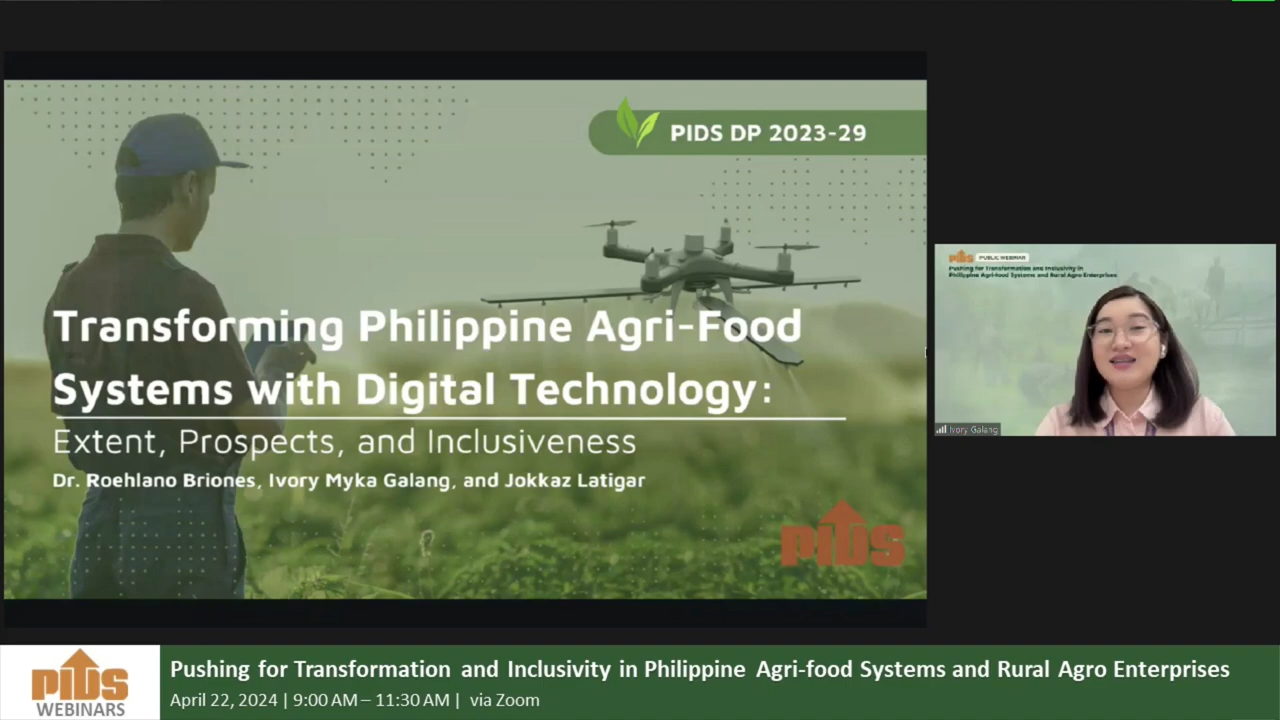 PIDS DP 2023-29
Transforming Philippine Agri-Food
Systems with Digital Technology:
Extent, Prospects, and Inclusiveness
Dr. Roehlano Briones, Ivory Myka Galang, and Jokkaz Latigar
PIDS
PIDS PUBLIC WEBINAR
Pushing for Transformation and Inclusivity in
Philippine Agri-food Systems and Rural Agro Enterprises
Ivory Galang
PIDS
WEBINARS
Pushing for Transformation and Inclusivity in Philippine Agri-food Systems and Rural Agro Enterprises
April 22, 2024 | 9:00 AM – 11:30 AM | via Zoom